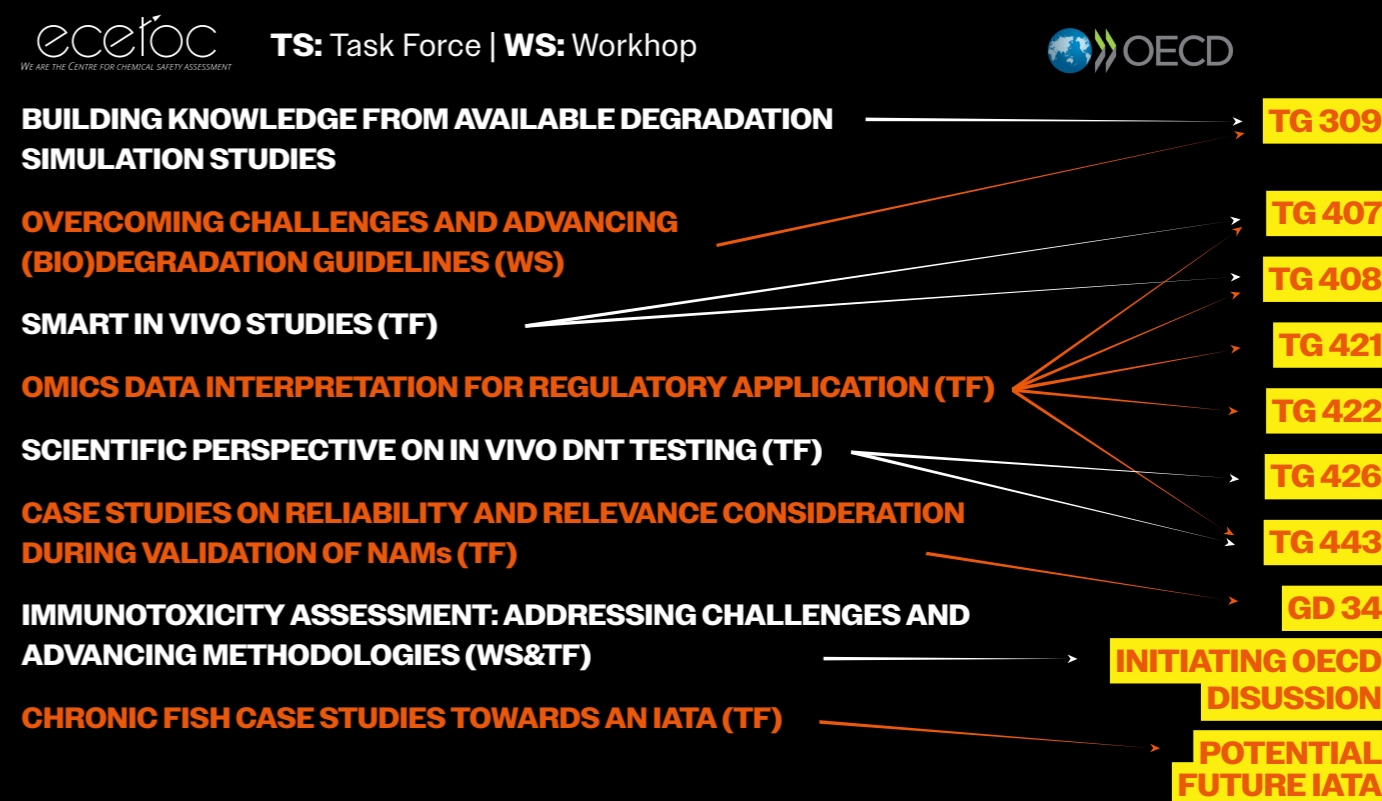 ecetoc
WE ARE THE CENTRE FOR CHEMICAL SAFETY ASSESSMENT
TS: Task Force | WS: Workhop
OECD
BUILDING KNOWLEDGE FROM AVAILABLE DEGRADATION
SIMULATION STUDIES
TG 309
OVERCOMING CHALLENGES AND ADVANCING
(BIO)DEGRADATION GUIDELINES (WS)
TG 407
TG 408
SMART IN VIVO STUDIES (TF)
TG 421
OMICS DATA INTERPRETATION FOR REGULATORY APPLICATION (TF)
TG 422
SCIENTIFIC PERSPECTIVE ON IN VIVO DNT TESTING (TF)
TG 426
CASE STUDIES ON RELIABILITY AND RELEVANCE CONSIDERATION
DURING VALIDATION OF NAMs (TF)
TG 443
GD 34
IMMUNOTOXICITY ASSESSMENT: ADDRESSING CHALLENGES AND
ADVANCING METHODOLOGIES (WS&TF)
INITIATING OECD
DISUSSION
CHRONIC FISH CASE STUDIES TOWARDS AN IATA (TF)
POTENTIAL
FUTURE IATA